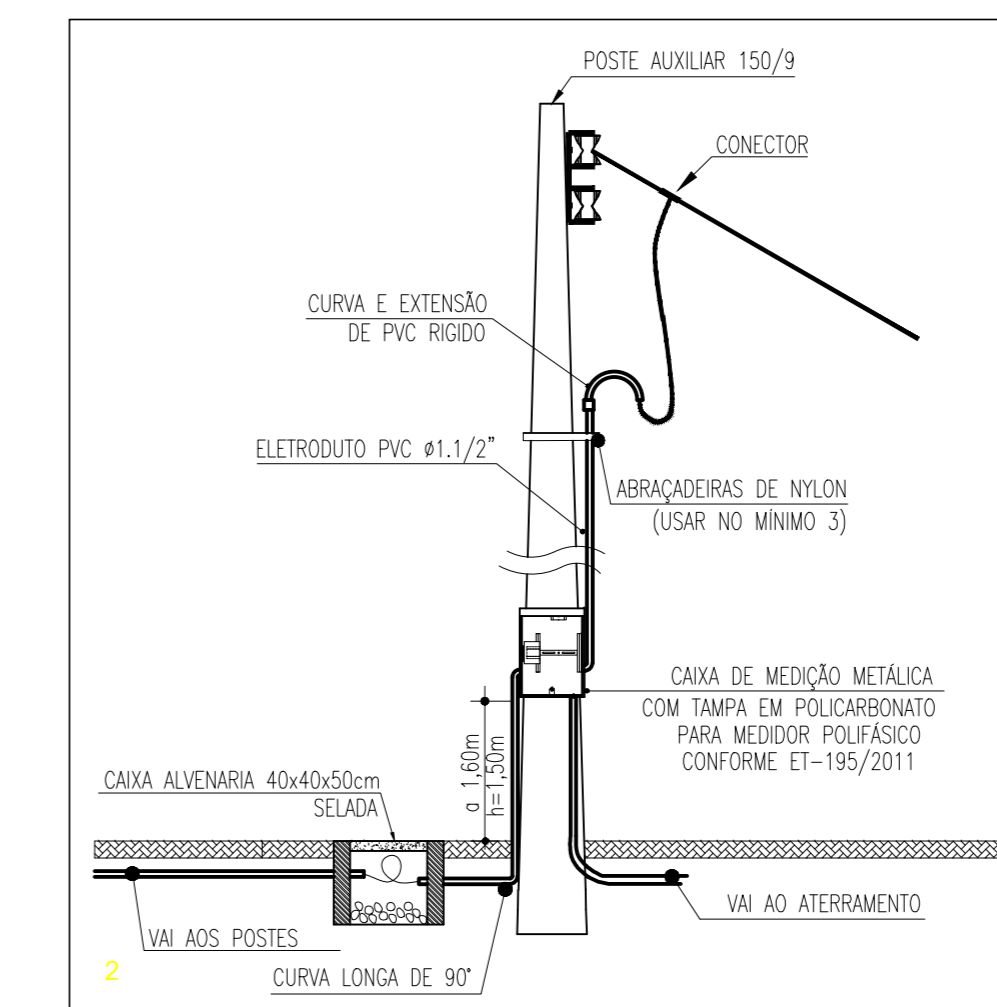 POSTE AUXILIAR 150/9
CONECTOR
CURVA E EXTENSÃO
DE PVC RIGIDO
ELETRODUTO PVC ø1.1/2”
ABRAÇADEIRAS DE NYLON
(USAR NO MÍNIMO 3)
CAIXA DE MEDIÇÃO METÁLICA
COM TAMPA EM POLICARBONATO
PARA MEDIDOR POLIFÁSICO
CONFORME ET-195/2011
h=1,50m
a 1,60m
CAIXA ALVENARIA 40x40x50cm
SELADA
VAI AO ATERRAMENTO
VAI AOS POSTES
CURVA LONGA DE 90°
2